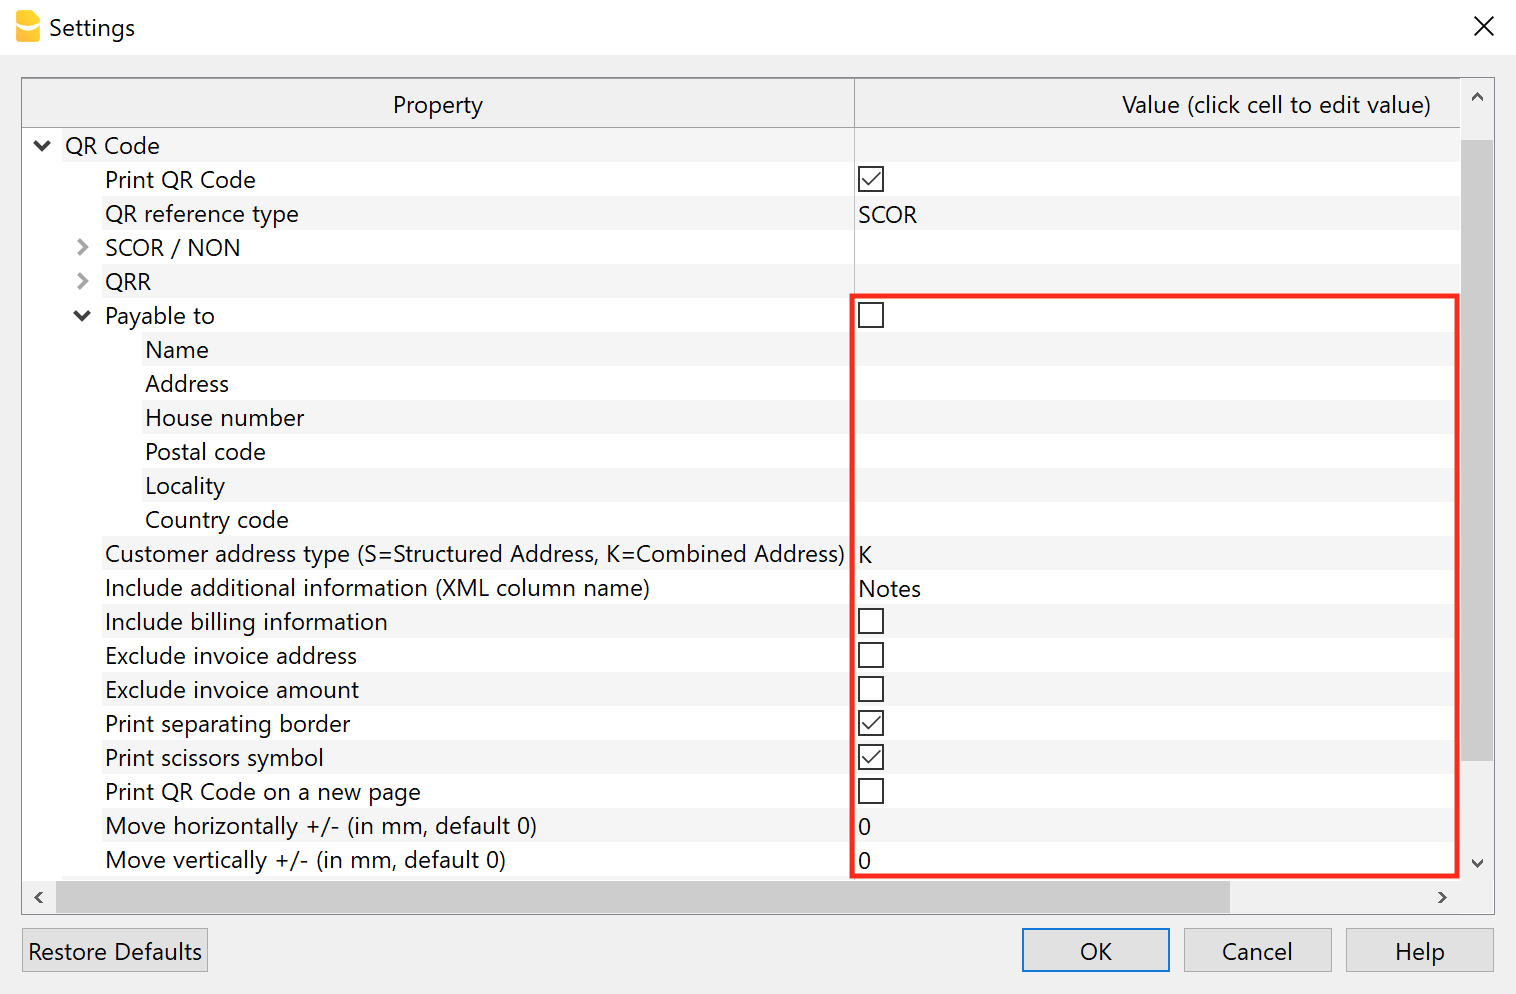 Settings
Property Value (click cell to edit value)
QR Code
Print QR Code
QR reference type SCOR
SCOR / NON
QRR
Payable to
Name
Address
House number
Postal code
Locality
Country code
Customer address type (S=Structured Address, K=Combined Address) K
Include additional information (XML column name) Notes
Include billing information
Exclude invoice address
Exclude invoice amount
Print separating border
Print scissors symbol
Print QR Code on a new page
Move horizontally +/- (in mm, default 0) 0
Move vertically +/- (in mm, default 0) 0
Restore Defaults OK Cancel Help